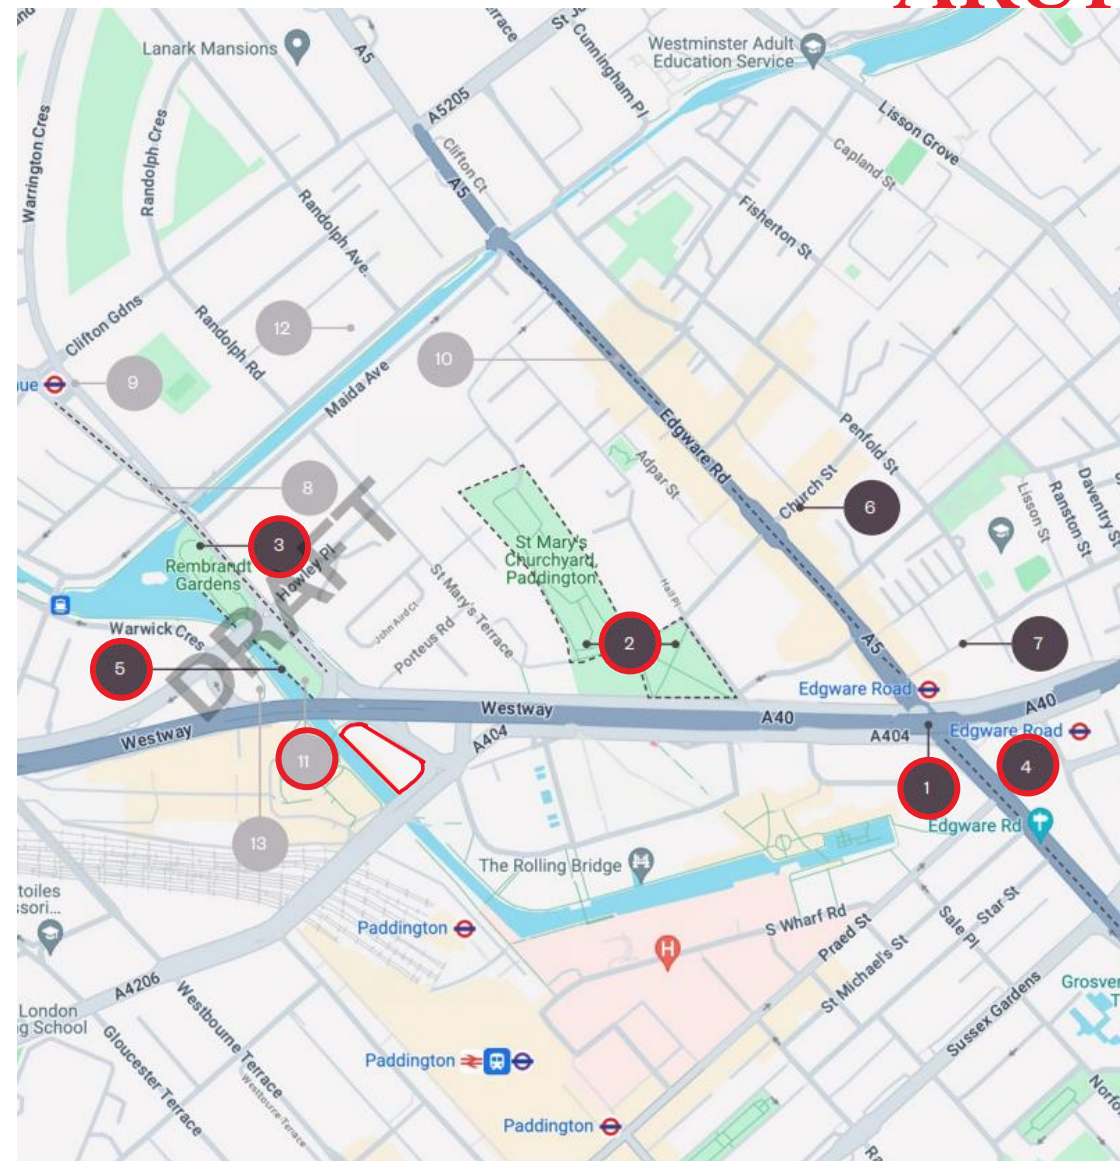 Lanark Mansions
A5
Cunningham Pl
Westminster Adult
Education Service
A5205
Clifton Ct
A5
Lisson Grove
Capland St
Fisherton St
Warrington Cres
Randolph Cres
Randolph Ave.
Clifton Gdns
Randolph Rd
12
10
9
Maida Ave
Edgware Rd
Penfold St
Adpar St
Church St
6
Lisson St
Ranston St
Daventry St
8
3
Rembrandt
Gardens
Howley Pl
St Mary's
Churchyard,
Paddington
Hall Pl
DRAFT
Warwick Cres
5
John Aird Ct
Porteus Rd
St Mary's Terrace
2
A5
7
Edgware Road
Westway
Westway
A40
A40
A404
A404
Edgware Road
11
1
4
13
Edgware Rd
The Rolling Bridge
Paddington
S Wharf Rd
Praed St
St Michael's St
Sale Pl
Star St
H
A4206
Westbourne Terrace
Westbourne Terrace
Gloucester Terrace
London
Sussex Gardens
Paddington
Paddington